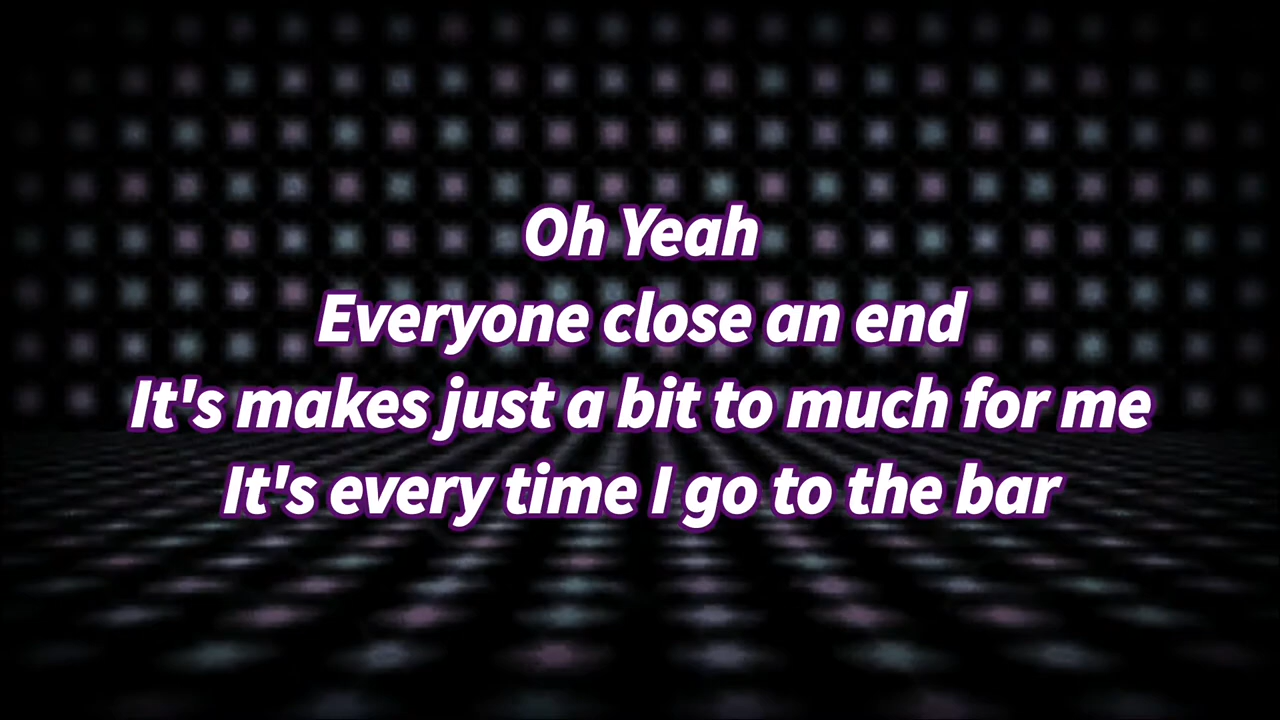 Oh Yeah
Everyone close an end
It's makes just a bit to much for me
It's every time I go to the bar